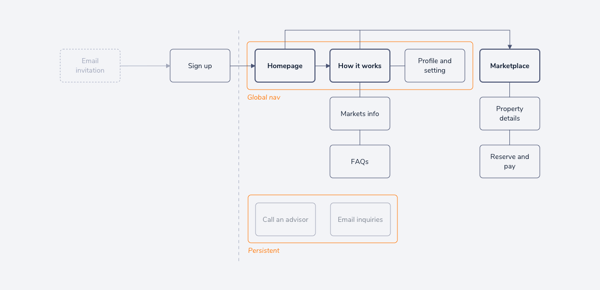 Email
invitation
Sign up
Homepage
How it works
Profile and
setting
Marketplace
Global nav
Markets info
Property
details
FAQs
Reserve and
pay
Call an advisor
Email inquiries
Persistent